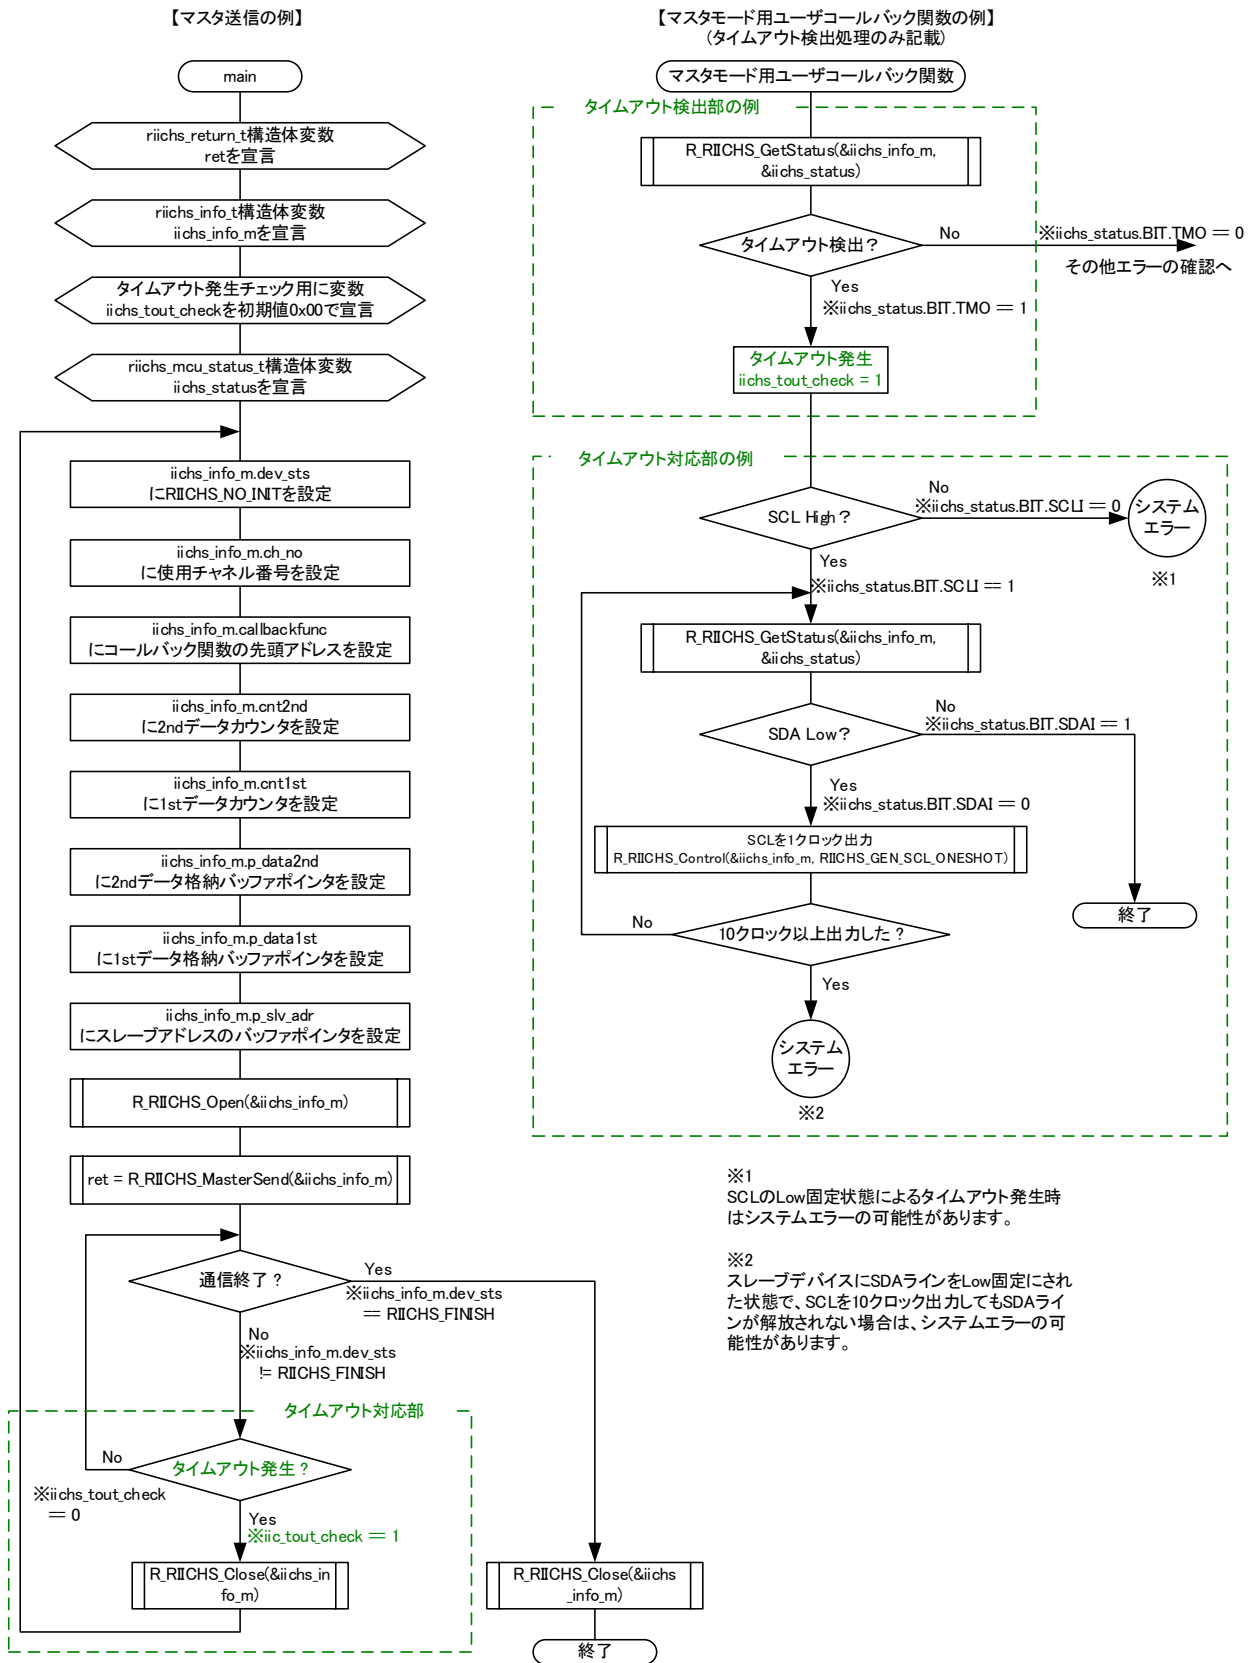 【マスタ送信の例】
main
riichs_return_t構造体変数
retを宣言
riichs_info_t構造体変数
iichs_info_mを宣言
タイムアウト発生チェック用に変数
iichs_tout_checkを初期値0x00で宣言
riichs_mcu_status_t構造体変数
iichs_statusを宣言
iichs_info_m.dev_sts
にRIICHS_NO_INITを設定
iichs_info_m.ch_no
に使用チャネル番号を設定
iichs_info_m.callbackfunc
にコールバック関数の先頭アドレスを設定
iichs_info_m.cnt2nd
に2ndデータカウンタを設定
iichs_info_m.cnt1st
に1stデータカウンタを設定
iichs_info_m.p_data2nd
に2ndデータ格納バッファポインタを設定
iichs_info_m.p_data1st
に1stデータ格納バッファポインタを設定
iichs_info_m.p_slv_adr
にスレーブアドレスのバッファポインタを設定
R_RIICHS_Open(&iichs_info_m)
ret = R_RIICHS_MasterSend(&iichs_info_m)
通信終了？
Yes
※iichs_info_m.dev_sts
== RIICHS_FINISH
No
※iichs_info_m.dev_sts
!= RIICHS_FINISH
タイムアウト対応部
タイムアウト発生？
No
※iichs_tout_check
== 0
Yes
※iic_tout_check == 1
R_RIICHS_Close(&iichs_in
fo_m)
R_RIICHS_Close(&iichs
_info_m)
終了
【マスタモード用ユーザコールバック関数の例】
（タイムアウト検出処理のみ記載）
マスタモード用ユーザコールバック関数
タイムアウト検出部の例
R_RIICHS_GetStatus(&iichs_info_m,
&iichs_status)
タイムアウト検出？
No
※iichs_status.BIT.TMO == 0
その他エラーの確認へ
Yes
※iichs_status.BIT.TMO == 1
タイムアウト発生
iichs_tout_check = 1
タイムアウト対応部の例
SCL High？
No
※iichs_status.BIT.SCLI == 0
システム
エラー
※1
Yes
※iichs_status.BIT.SCLI == 1
R_RIICHS_GetStatus(&iichs_info_m,
&iichs_status)
SDA Low？
No
※iichs_status.BIT.SDAI == 1
Yes
※iichs_status.BIT.SDAI == 0
SCLを1クロック出力
R_RIICHS_Control(&iichs_info_m, RIICHS_GEN_SCL_ONESHOT)
終了
10クロック以上出力した？
No
Yes
システム
エラー
※2
※1
SCLのLow固定状態によるタイムアウト発生時
はシステムエラーの可能性があります。
※2
スレーブデバイスにSDAラインをLow固定にされ
た状態で、SCLを10クロック出力してもSDAライ
ンが解放されない場合は、システムエラーの可
能性があります。